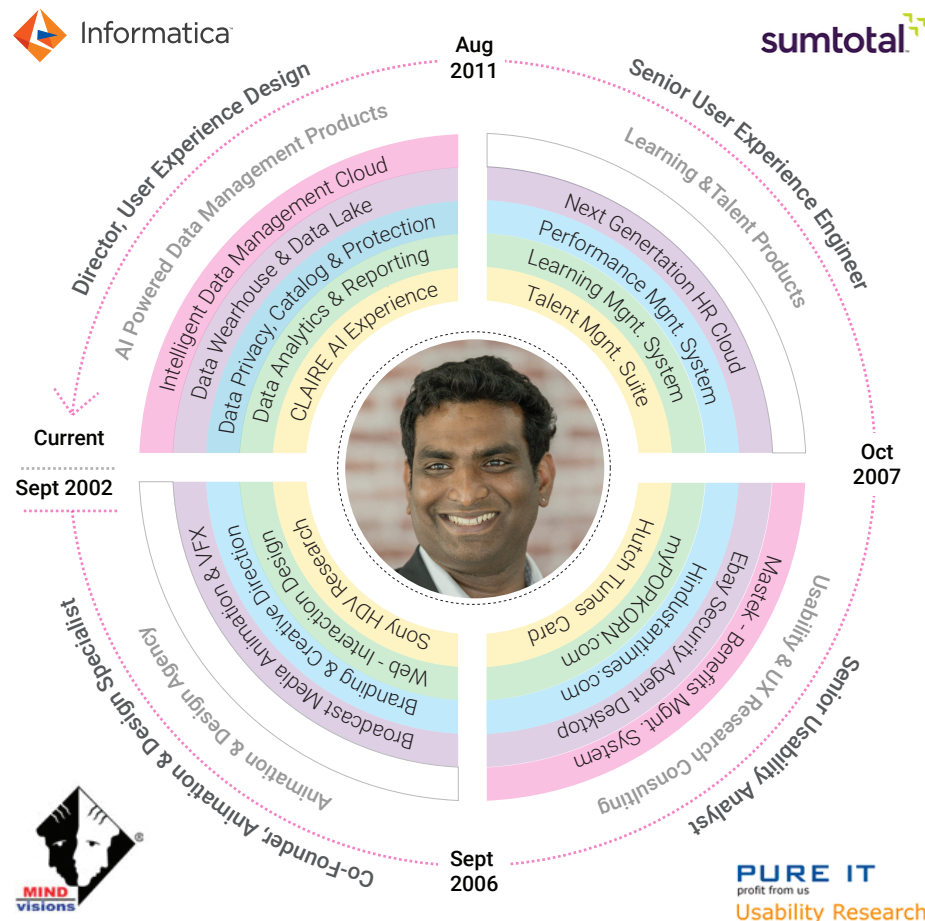 Informatica
Aug
2011
sumtotal
Director, User Experience Design
AI Powered Data Management Products
Intelligent Data Management Cloud
Data Wearhouse & Data Lake
Data Privacy, Catalog & Protection
Data Analytics & Reporting
CLAIRE AI Experience
Senior User Experience Engineer
Learning &Talent Products
Next Genertation HR Cloud
Performance Mgnt. System
Learning Mgnt. System
Talent Mgnt. Suite
Current
Sept 2002
Oct
2007
Sony HDV Research
Web - Interaction Design
Branding & Creative Direction
Broadcast Media Animation & VFX
Animation & Design Agency
Co-Founder, Animation & Design Specialist
Hutch Tunes Card
myPOPKORN.com
Hindustantimes.com
Ebay Security Agent Desktop
Mastek - Benefits Mgnt. System
Usability & UX Research Consulting
Senior Usability Analyst
®
MIND
visions
Sept
2006
PURE IT
profit from us
Usability Research